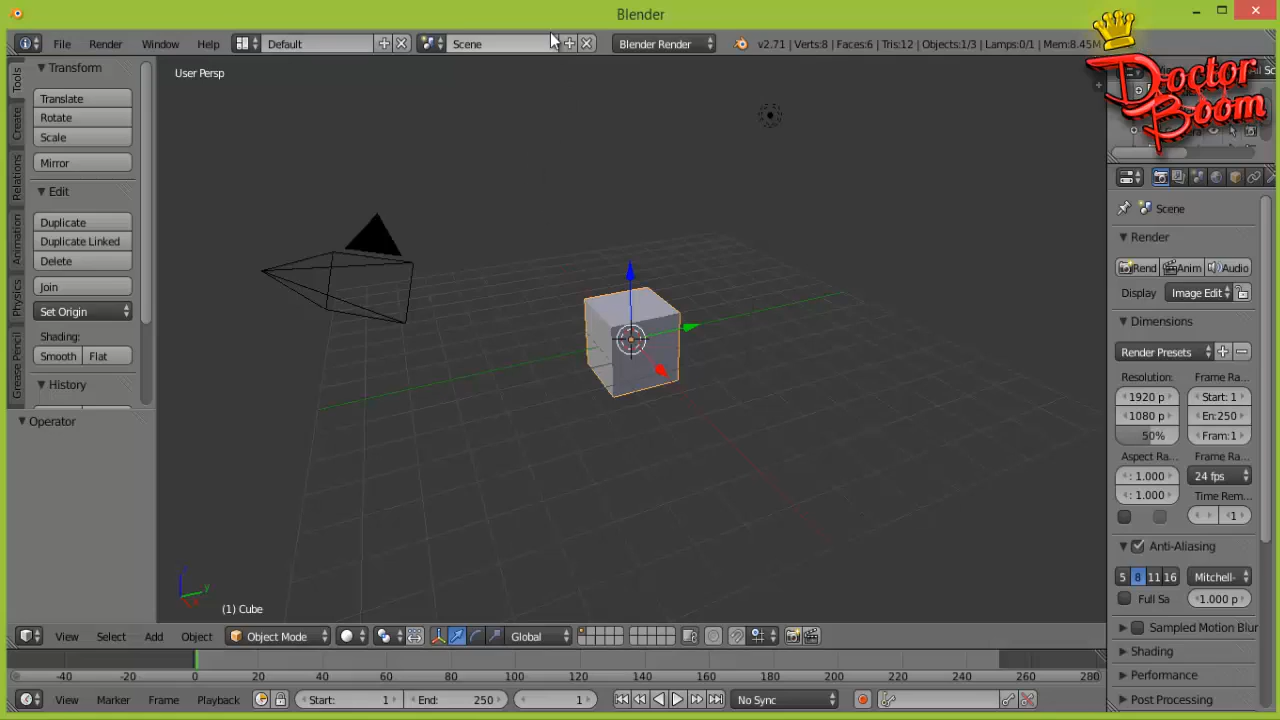 Blender
File Render Window Help Default Scene Blender Render v2.71 | Verts:8 | Faces:6 | Tris:12 | Objects:1/3 | Lamps:0/1 | Mem:8.45M
Doctor
Boom
Tools
Create
Relations
Animation
Physics
Grease Pencil
Transform
Translate
Rotate
Scale
Mirror
Edit
Duplicate
Duplicate Linked
Delete
Join
Set Origin
Shading:
Smooth Flat
History
Operator
User Persp
(1) Cube
Scene
Render
Rend Anim Audio
Display Image Edit
Dimensions
Render Presets
Resolution: Frame Ra...
1920 p Start: 1
1080 p En:250
50% Fram:1
Aspect Ra... Frame Ra...
: 1.000 24 fps
: 1.000 Time Rem...
1
Anti-Aliasing
5 8 11 16 Mitchell-
Full Sa 1.000 p
Sampled Motion Blur
Shading
Performance
Post Processing
View Select Add Object Object Mode Global
-40 -20 0 20 40 60 80 100 120 140 160 180 200 220 240 260 280
View Marker Frame Playback Start: 1 End: 250 1 No Sync